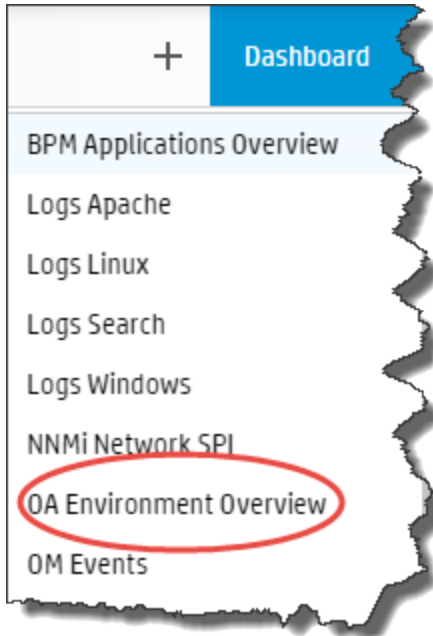 + Dashboard
BPM Applications Overview
Logs Apache
Logs Linux
Logs Search
Logs Windows
NNMi Network SPI
OA Environment Overview
OM Events